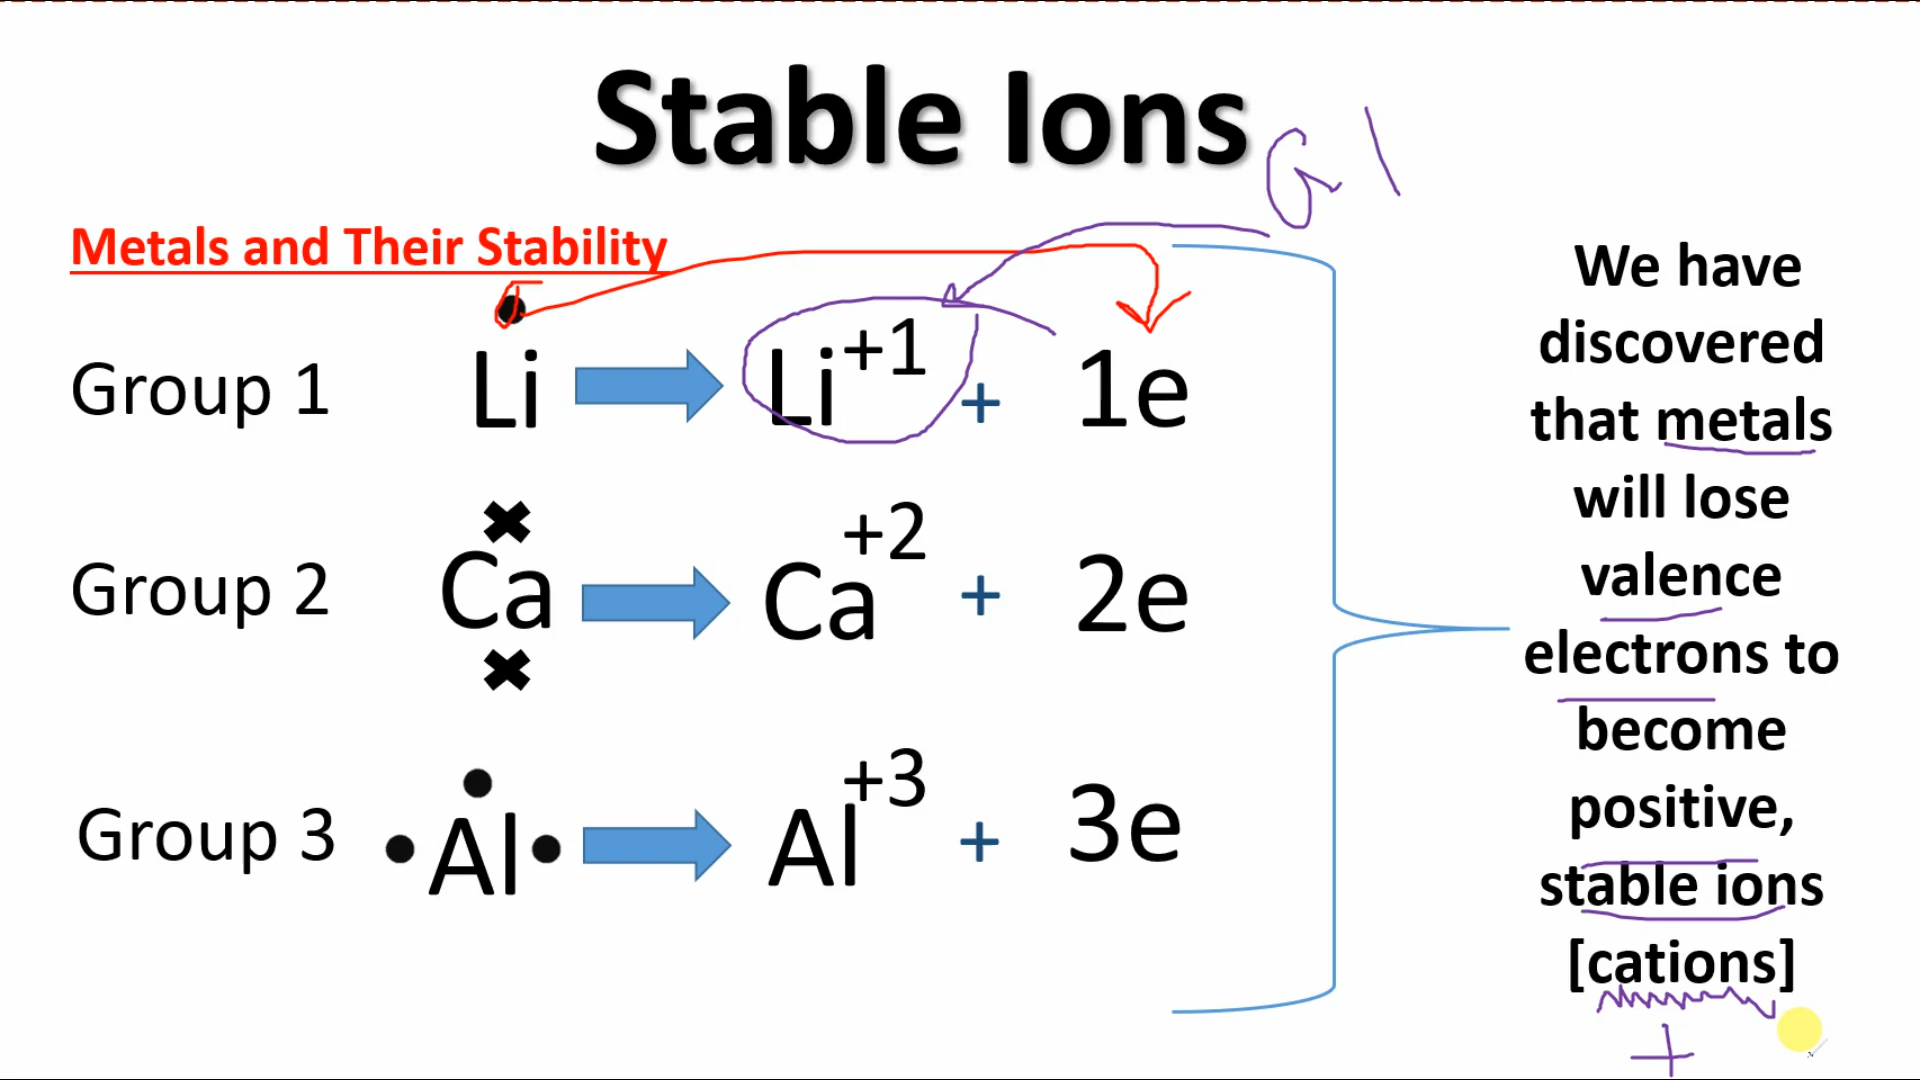 Stable Ions
G 1
Metals and Their Stability
Group 1 Li Li+1 + 1e
Group 2 Ca Ca+2 + 2e
Group 3 Al Al+3 + 3e
We have
discovered
that metals
will lose
valence
electrons to
become
positive,
stable ions
[cations]
+